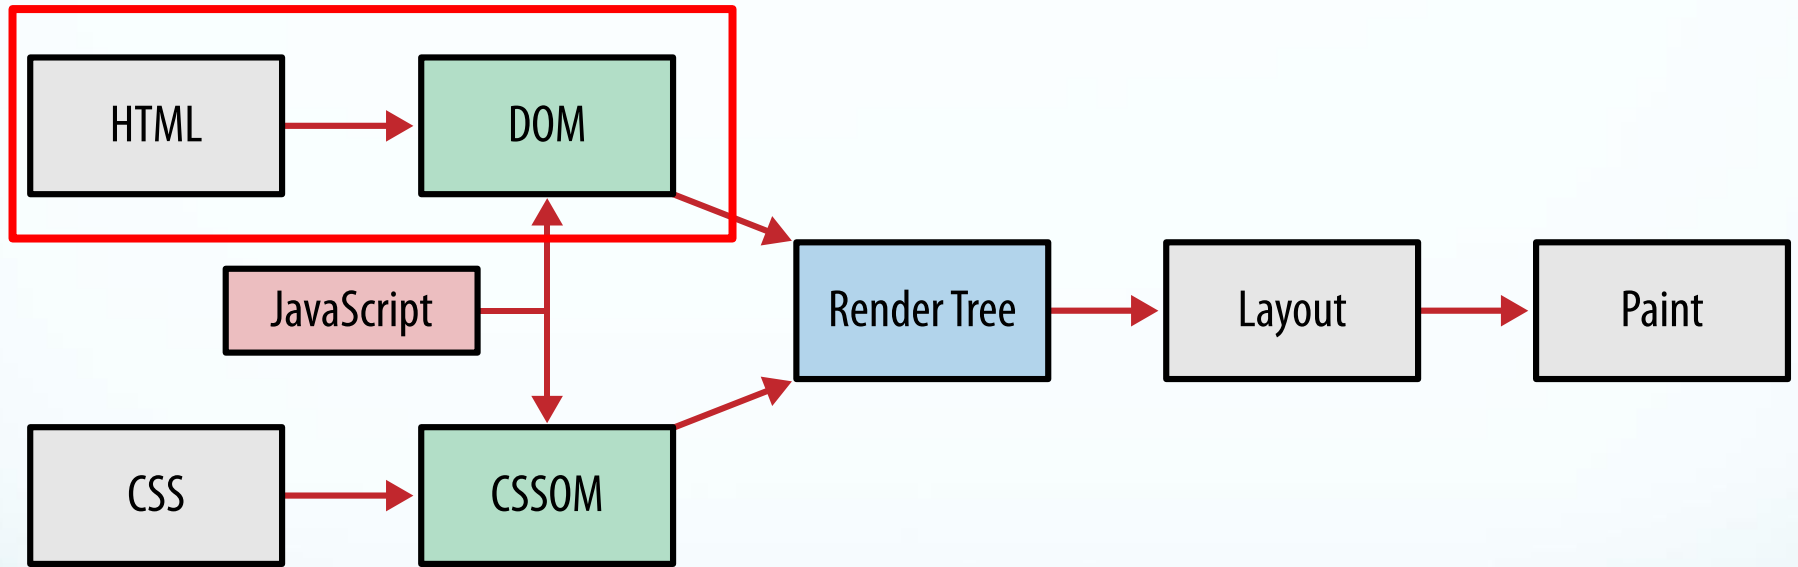 HTML
DOM
JavaScript
Render Tree
Layout
Paint
CSS
CSSOM